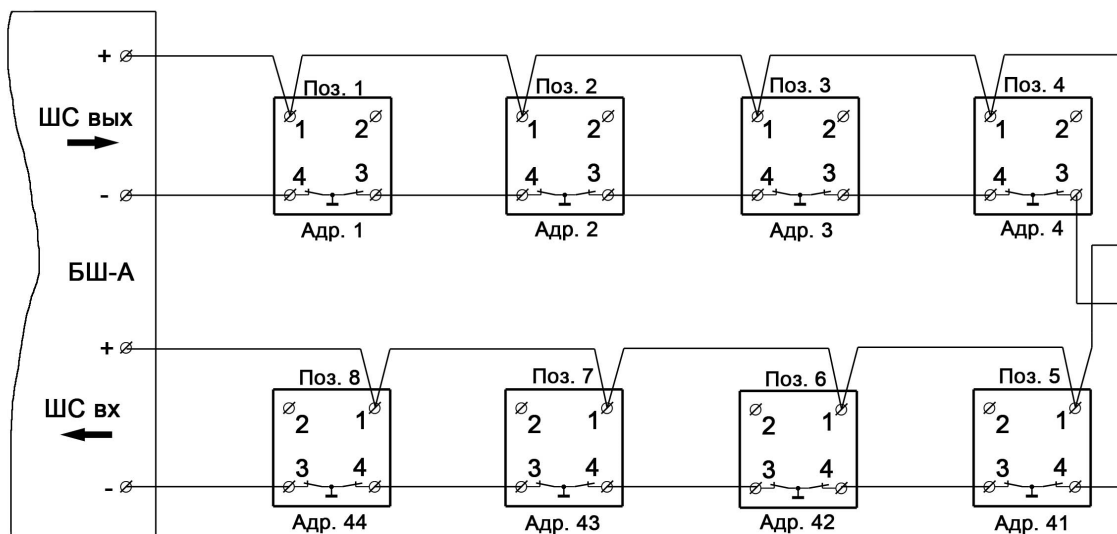 +
Поз. 1 Поз. 2 Поз. 3 Поз. 4
ШС вых
1 2 1 2 1 2 1 2
4 3 4 3 4 3 4 3
-
Адр. 1 Адр. 2 Адр. 3 Адр. 4
БШ-А
+
Поз. 8 Поз. 7 Поз. 6 Поз. 5
ШС вх
2 1 2 1 2 1 2 1
3 4 3 4 3 4 3 4
-
Адр. 44 Адр. 43 Адр. 42 Адр. 41